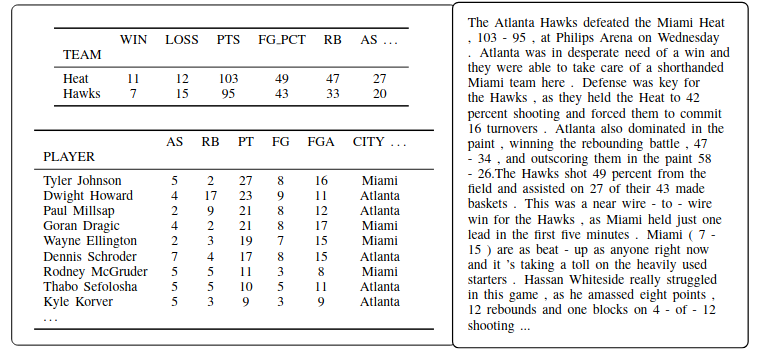 WIN LOSS PTS FG_PCT RB AS ...
TEAM
Heat 11 12 103 49 47 27
Hawks 7 15 95 43 33 20
AS RB PT FG FGA CITY ...
PLAYER
Tyler Johnson 5 2 27 8 16 Miami
Dwight Howard 4 17 23 9 11 Atlanta
Paul Millsap 2 9 21 8 12 Atlanta
Goran Dragic 4 2 21 8 17 Miami
Wayne Ellington 2 3 19 7 15 Miami
Dennis Schroder 7 4 17 8 15 Atlanta
Rodney McGruder 5 5 11 3 8 Miami
Thabo Sefolosha 5 5 10 5 11 Atlanta
Kyle Korver 5 3 9 3 9 Atlanta
...
The Atlanta Hawks defeated the Miami Heat
, 103 - 95 , at Philips Arena on Wednesday
. Atlanta was in desperate need of a win and
they were able to take care of a shorthanded
Miami team here . Defense was key for
the Hawks , as they held the Heat to 42
percent shooting and forced them to commit
16 turnovers . Atlanta also dominated in the
paint , winning the rebounding battle , 47
- 34 , and outscoring them in the paint 58
- 26.The Hawks shot 49 percent from the
field and assisted on 27 of their 43 made
baskets . This was a near wire - to - wire
win for the Hawks , as Miami held just one
lead in the first five minutes . Miami ( 7 -
15 ) are as beat - up as anyone right now
and it 's taking a toll on the heavily used
starters . Hassan Whiteside really struggled
in this game , as he amassed eight points ,
12 rebounds and one blocks on 4 - of - 12
shooting ...